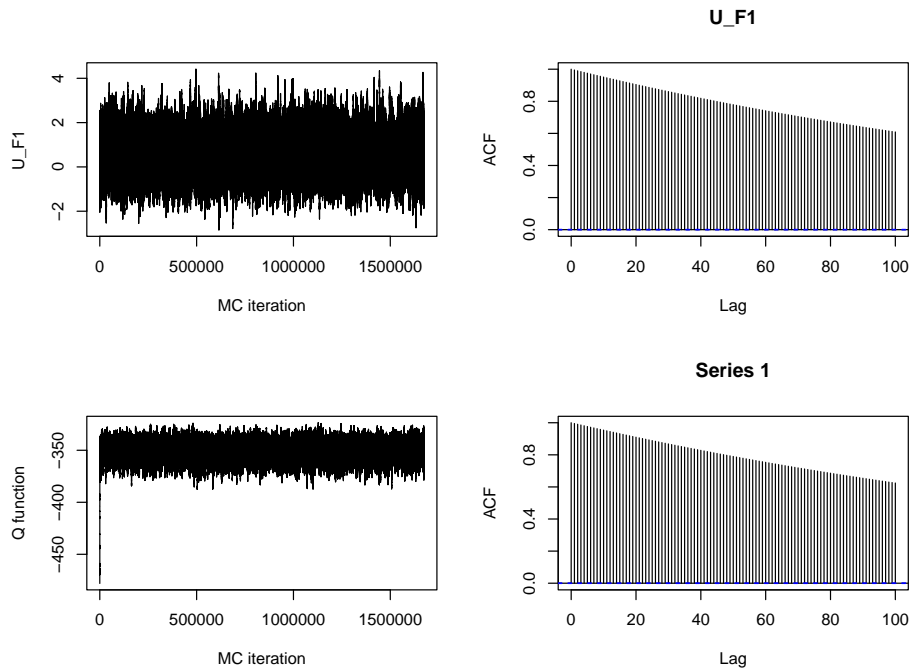 U_F1
U_F1
−2 0 2 4
0 500000 1000000 1500000
MC iteration
ACF
0.0 0.4 0.8
0 20 40 60 80 100
Lag
Series 1
Q function
−450 −400 −350
0 500000 1000000 1500000
MC iteration
ACF
0.0 0.4 0.8
0 20 40 60 80 100
Lag